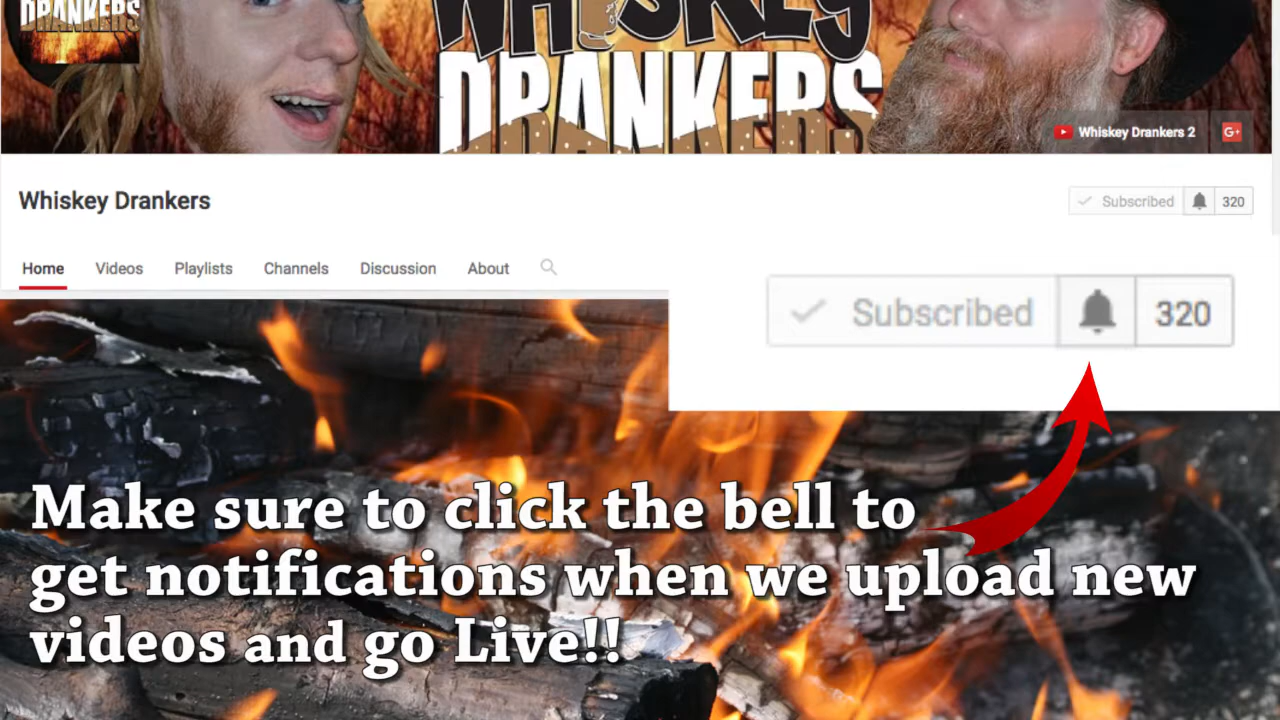 DRANKERS
WHISKEY
DRANKERS
Whiskey Drankers 2
G+
Whiskey Drankers
Subscribed 320
Home Videos Playlists Channels Discussion About
Subscribed 320
Make sure to click the bell to
get notifications when we upload new
videos and go Live!!